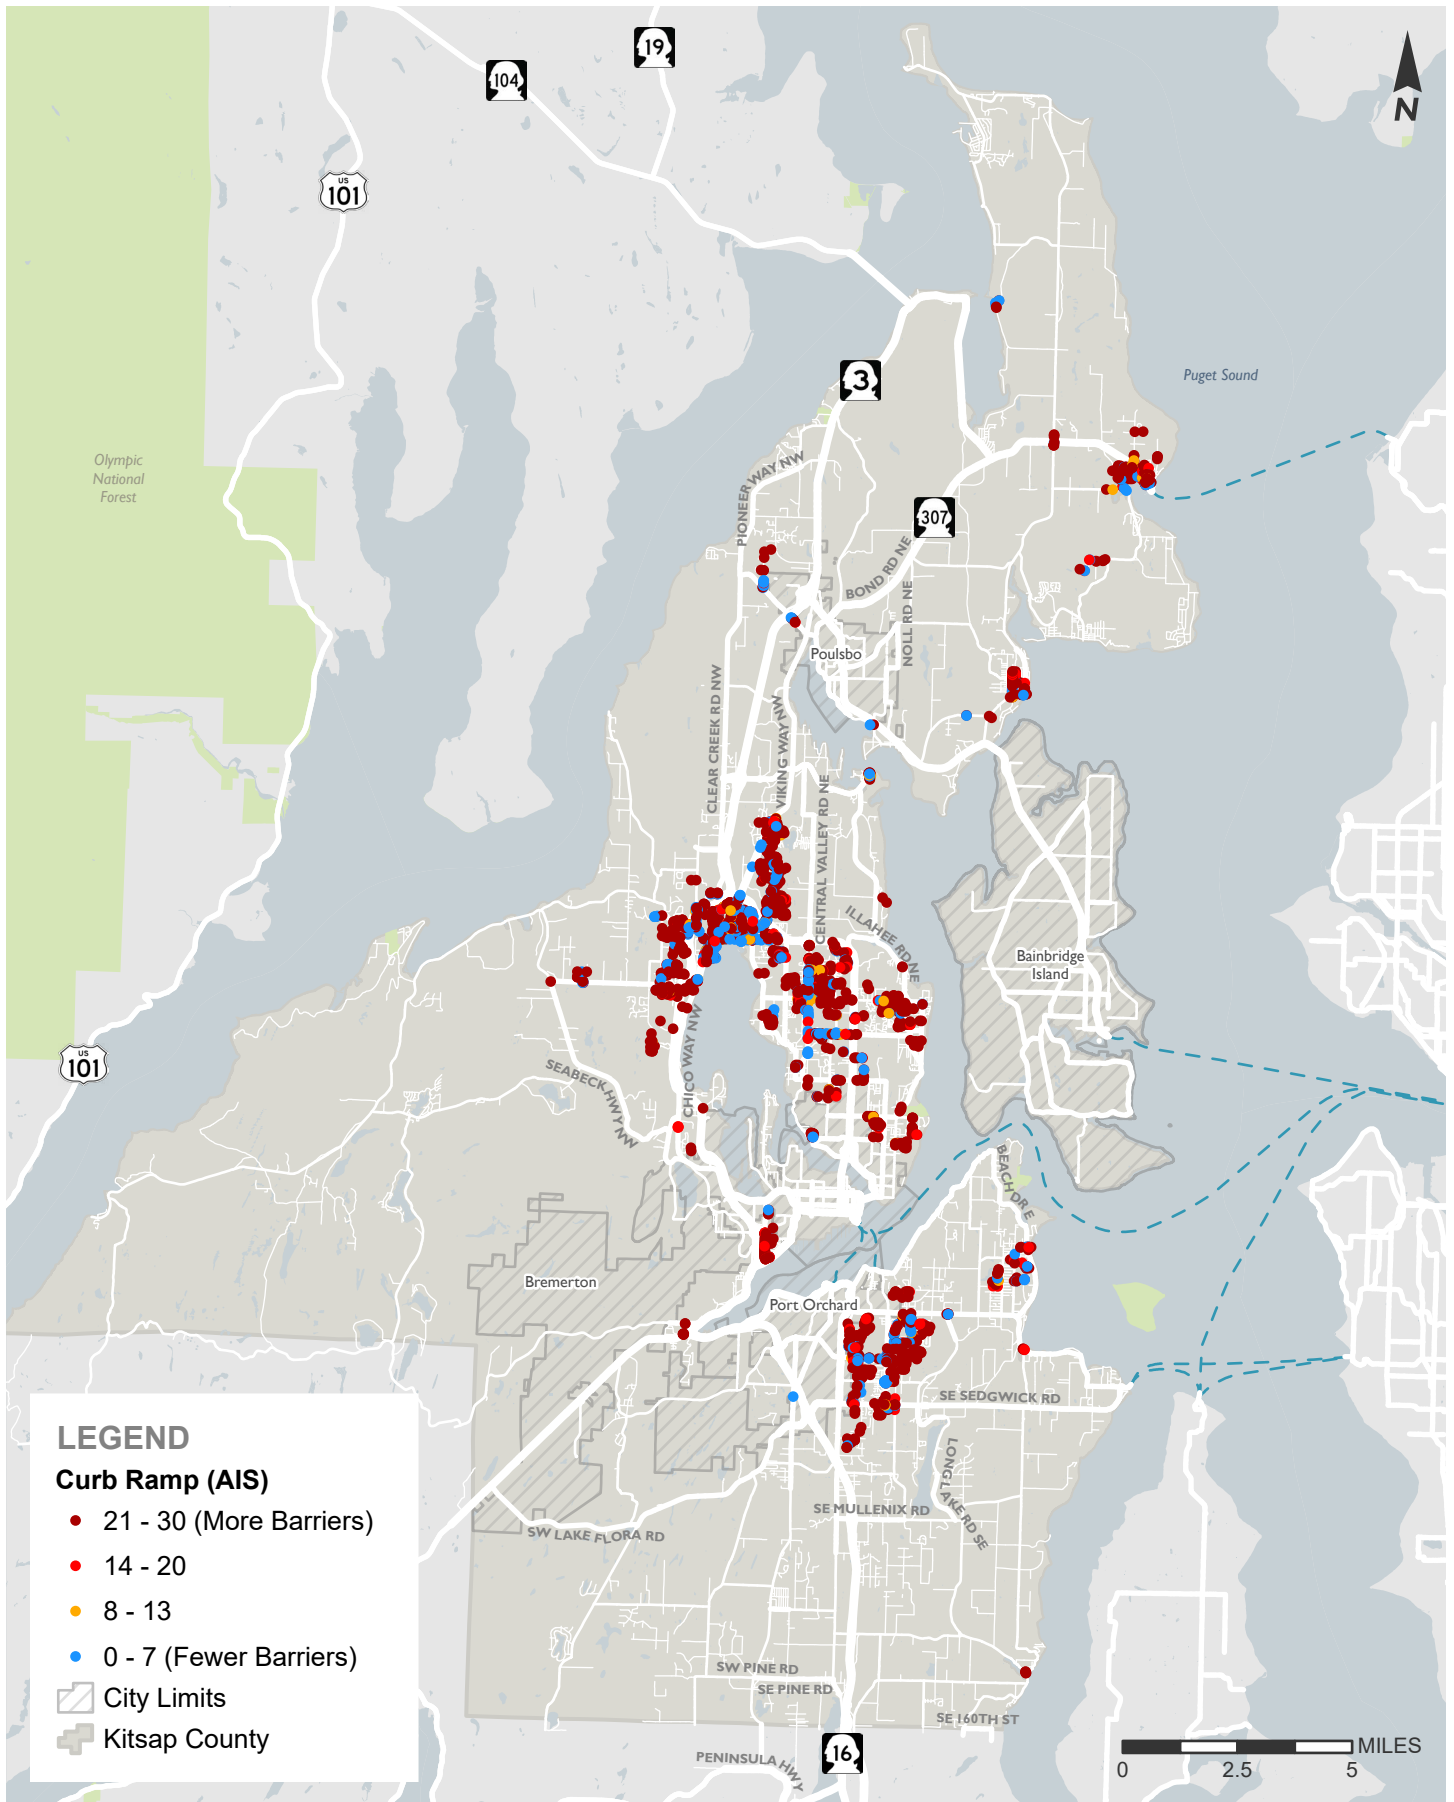 19
104
N
US
101
3
Puget Sound
Olympic
National
Forest
PIONEER WAY NW
307
BOND RD NE
NOLL RD NE
Poulsbo
CLEAR CREEK RD NW
VIKING WAY NW
CENTRAL VALLEY RD NE
ILLAHEE RD NE
Bainbridge
Island
CHICO WAY NW
US
101
SEABECK HWY NW
BEACH DR E
Bremerton
Port Orchard
SE SEDGWICK RD
LONG LAKE RD SE
SE MULLENIX RD
SW LAKE FLORA RD
LEGEND
Curb Ramp (AIS)
21 - 30 (More Barriers)
14 - 20
8 - 13
0 - 7 (Fewer Barriers)
City Limits
Kitsap County
SW PINE RD
SE PINE RD
SE 160TH ST
16
PENINSULA HWY
MILES
0 2.5 5